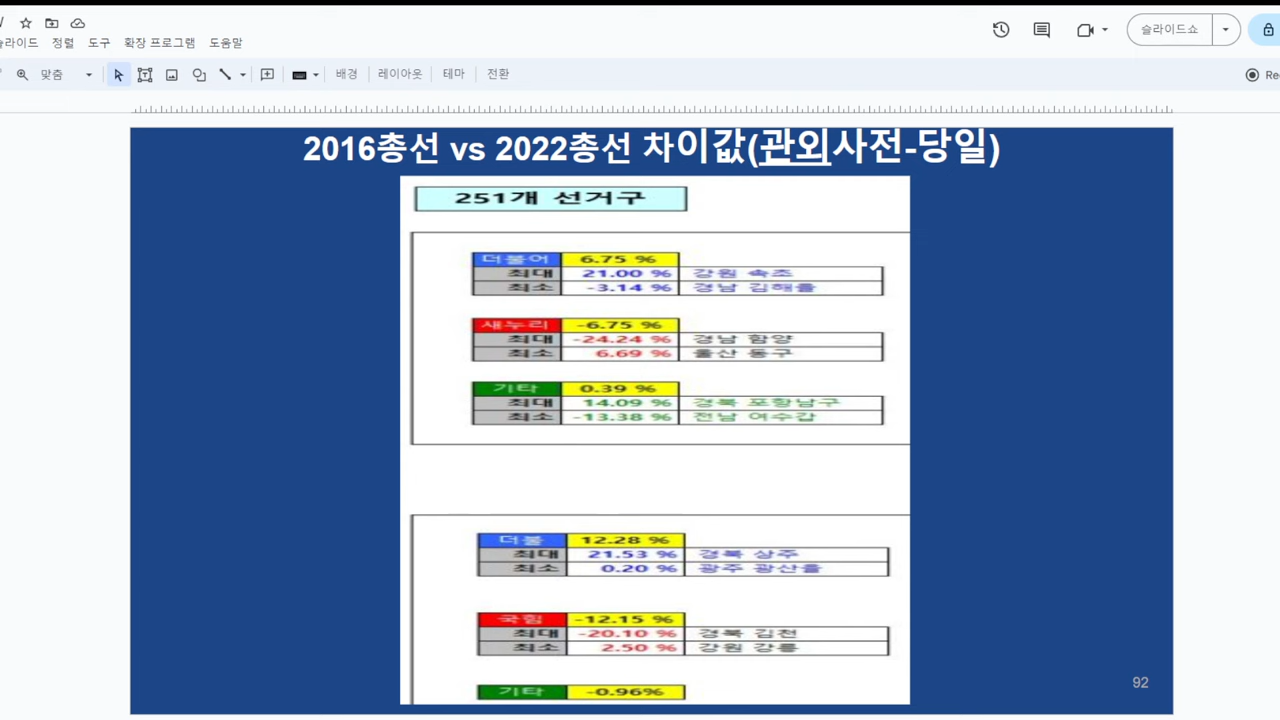 정렬 도구 확장 프로그램 도움말
슬라이드쇼
맞춤 배경 레이아웃 테마 전환
2016총선 vs 2022총선 차이값(관외사전-당일)
251개 선거구
더불어 6.75 %
최대 21.00 % 강원 속초
최소 -3.14 % 경남 김해을
새누리 -6.75 %
최대 -24.24 % 경남 함양
최소 6.69 % 울산 동구
기타 0.39 %
최대 14.09 % 경북 포항남구
최소 -13.38 % 전남 여수갑
더불 12.28 %
최대 21.53 % 경북 상주
최소 0.20 % 광주 광산을
국힘 -12.15 %
최대 -20.10 % 경북 김천
최소 2.50 % 강원 강릉
기타 -0.96%
92